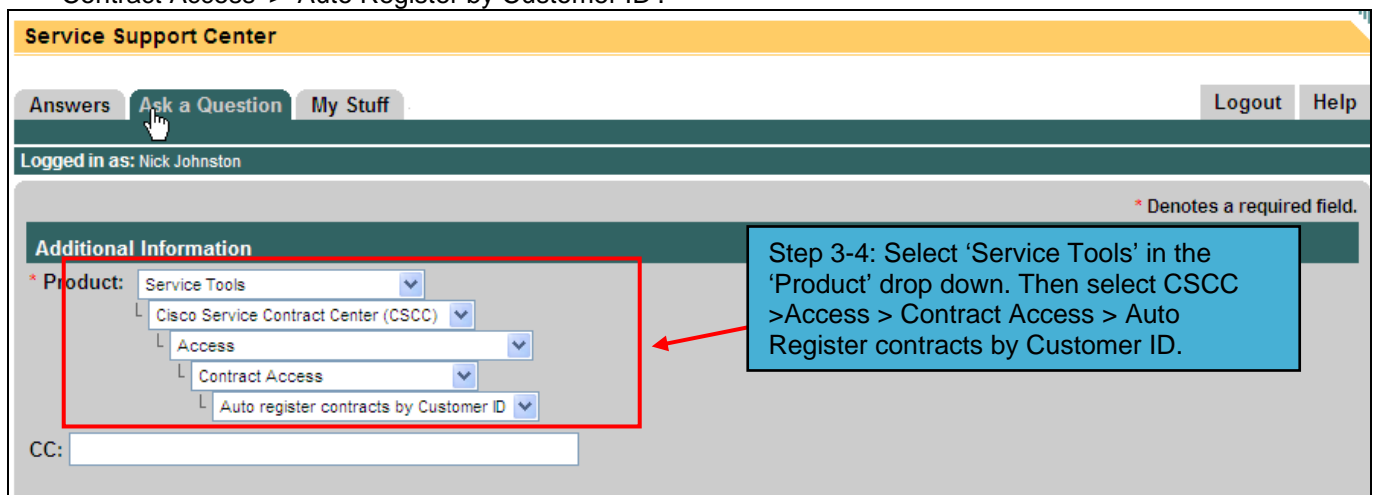 Contract Access > Auto Register by Customer ID'.
Service Support Center
Answers Ask a Question My Stuff Logout Help
Logged in as: Nick Johnston
* Denotes a required field.
Additional Information
* Product: Service Tools
Cisco Service Contract Center (CSCC)
Access
Contract Access
Auto register contracts by Customer ID
CC:
Step 3-4: Select ‘Service Tools’ in the
‘Product’ drop down. Then select CSCC
>Access > Contract Access > Auto
Register contracts by Customer ID.